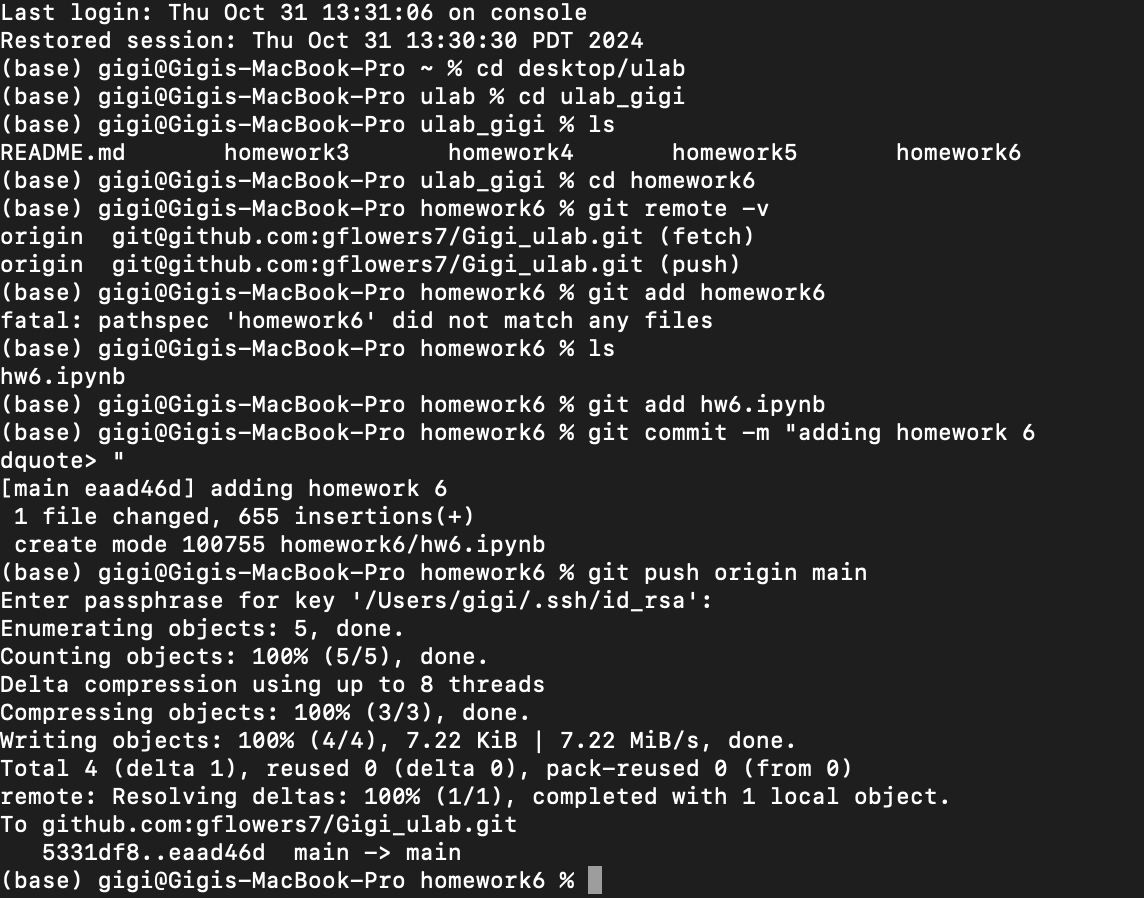 Last login: Thu Oct 31 13:31:06 on console
Restored session: Thu Oct 31 13:30:30 PDT 2024
(base) gigi@Gigis-MacBook-Pro ~ % cd desktop/ulab
(base) gigi@Gigis-MacBook-Pro ulab % cd ulab_gigi
(base) gigi@Gigis-MacBook-Pro ulab_gigi % ls
README.md       homework3       homework4       homework5       homework6
(base) gigi@Gigis-MacBook-Pro ulab_gigi % cd homework6
(base) gigi@Gigis-MacBook-Pro homework6 % git remote -v
origin  git@github.com:gflowers7/Gigi_ulab.git (fetch)
origin  git@github.com:gflowers7/Gigi_ulab.git (push)
(base) gigi@Gigis-MacBook-Pro homework6 % git add homework6
fatal: pathspec 'homework6' did not match any files
(base) gigi@Gigis-MacBook-Pro homework6 % ls
hw6.ipynb
(base) gigi@Gigis-MacBook-Pro homework6 % git add hw6.ipynb
(base) gigi@Gigis-MacBook-Pro homework6 % git commit -m "adding homework 6
dquote> "
[main eaad46d] adding homework 6
 1 file changed, 655 insertions(+)
 create mode 100755 homework6/hw6.ipynb
(base) gigi@Gigis-MacBook-Pro homework6 % git push origin main
Enter passphrase for key '/Users/gigi/.ssh/id_rsa':
Enumerating objects: 5, done.
Counting objects: 100% (5/5), done.
Delta compression using up to 8 threads
Compressing objects: 100% (3/3), done.
Writing objects: 100% (4/4), 7.22 KiB | 7.22 MiB/s, done.
Total 4 (delta 1), reused 0 (delta 0), pack-reused 0 (from 0)
remote: Resolving deltas: 100% (1/1), completed with 1 local object.
To github.com:gflowers7/Gigi_ulab.git
   5331df8..eaad46d  main -> main
(base) gigi@Gigis-MacBook-Pro homework6 %